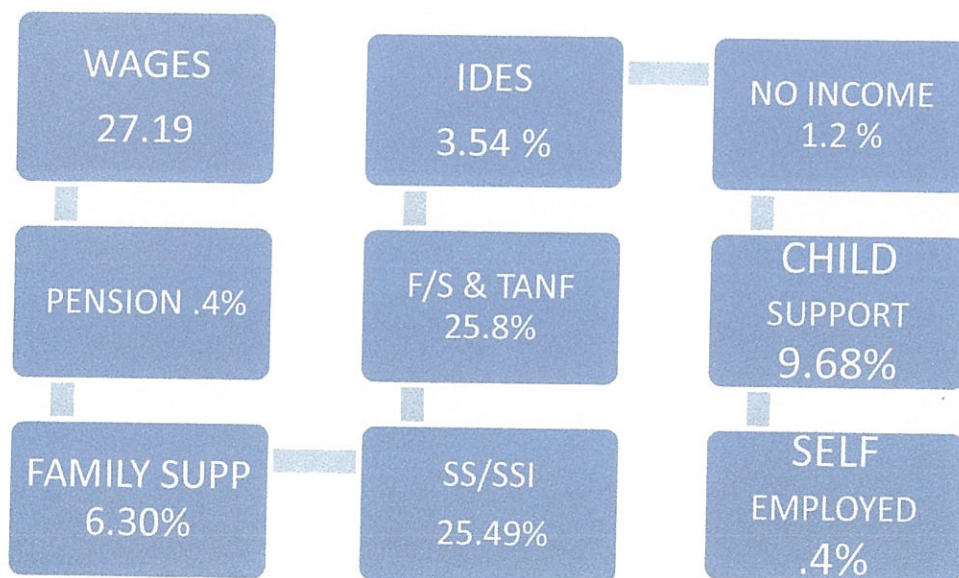 WAGES
27.19
PENSION .4%
FAMILY SUPP
6.30%
SS/SSI
25.49%
F/S & TANF
25.8%
IDES
3.54 %
NO INCOME
1.2 %
CHILD
SUPPORT
9.68%
SELF
EMPLOYED
.4%